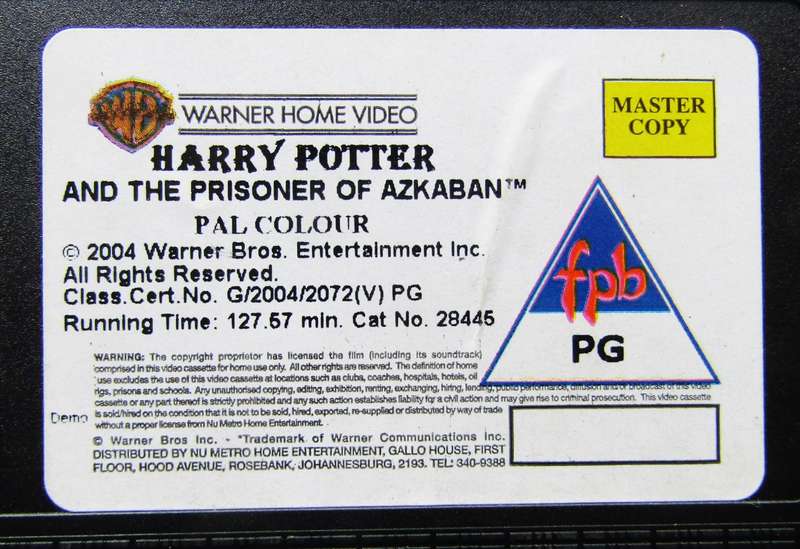 WB
WARNER HOME VIDEO
MASTER
COPY
HARRY POTTER
AND THE PRISONER OF AZKABAN™
PAL COLOUR
© 2004 Warner Bros. Entertainment Inc.
All Rights Reserved.
Class.Cert.No. G/2004/2072(V) PG
Running Time: 127.57 min. Cat No. 28445
fpb
PG
WARNING: The copyright proprietor has licensed the film (including its soundtrack)
comprised in this video cassette for home use only. All other rights are reserved. The definition of home
use excludes the use of this video cassette at locations such as clubs, coaches, hospitals, hotels, oil
rigs, prisons and schools. Any unauthorised copying, editing, exhibition, renting, exchanging, hiring, lending, public performance, diffusion and/or broadcast of this video
cassette or any part thereof is strictly prohibited and any such action establishes liability for a civil action and may give rise to criminal prosecution. This video cassette
Demo is sold/hired on the condition that it is not to be sold, hired, exported, re-supplied or distributed by way of trade
without a proper license from Nu Metro Home Entertainment.
© Warner Bros Inc. - *Trademark of Warner Communications Inc.
DISTRIBUTED BY NU METRO HOME ENTERTAINMENT, GALLO HOUSE, FIRST
FLOOR, HOOD AVENUE, ROSEBANK, JOHANNESBURG, 2193. TEL: 340-9388